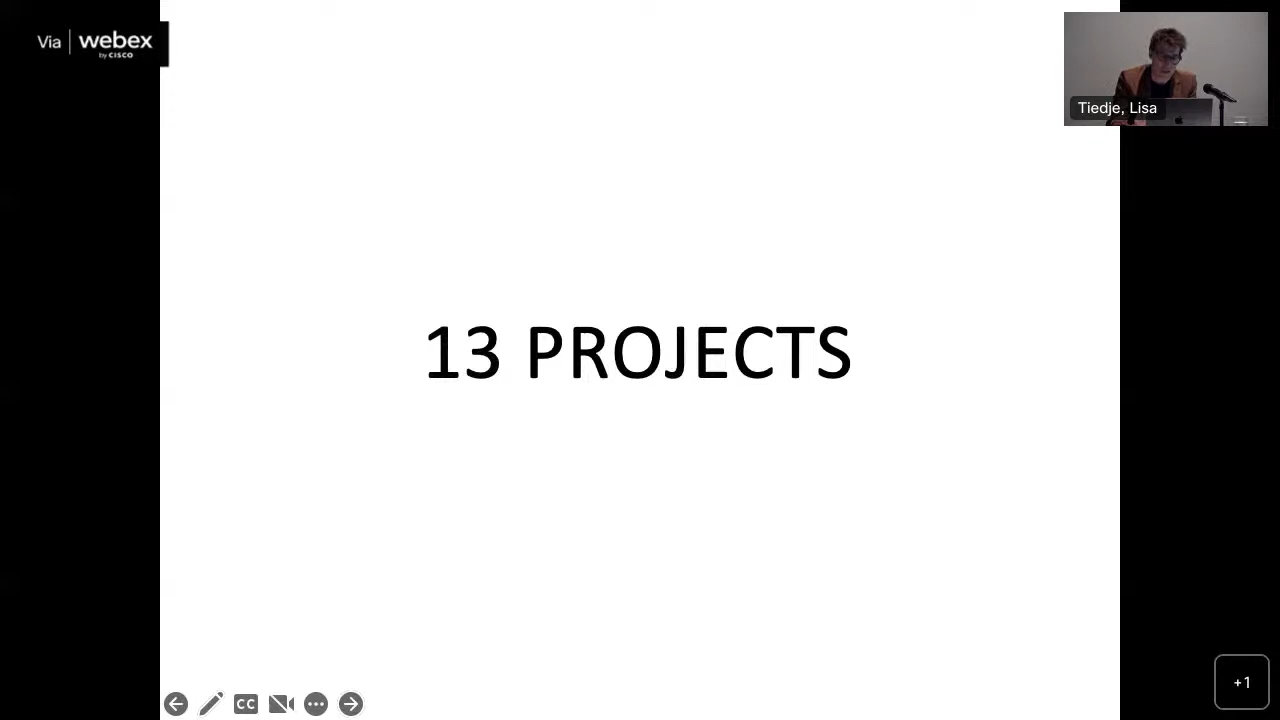 Via | webex
by CISCO
Tiedje, Lisa
13 PROJECTS
CC
+1